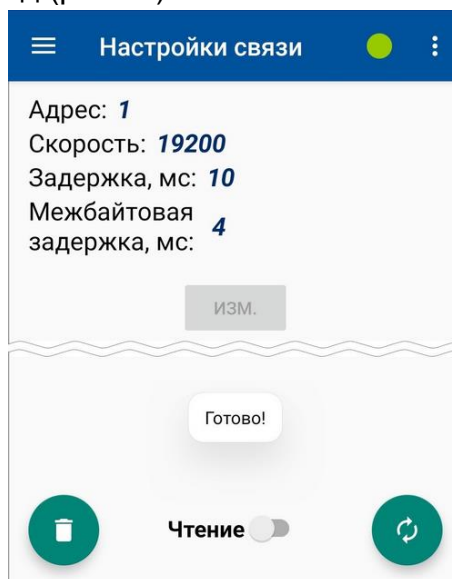 Настройки связи
Адрес: 1
Скорость: 19200
Задержка, мс: 10
Межбайтовая
задержка, мс: 4
ИЗМ.
Готово!
Чтение